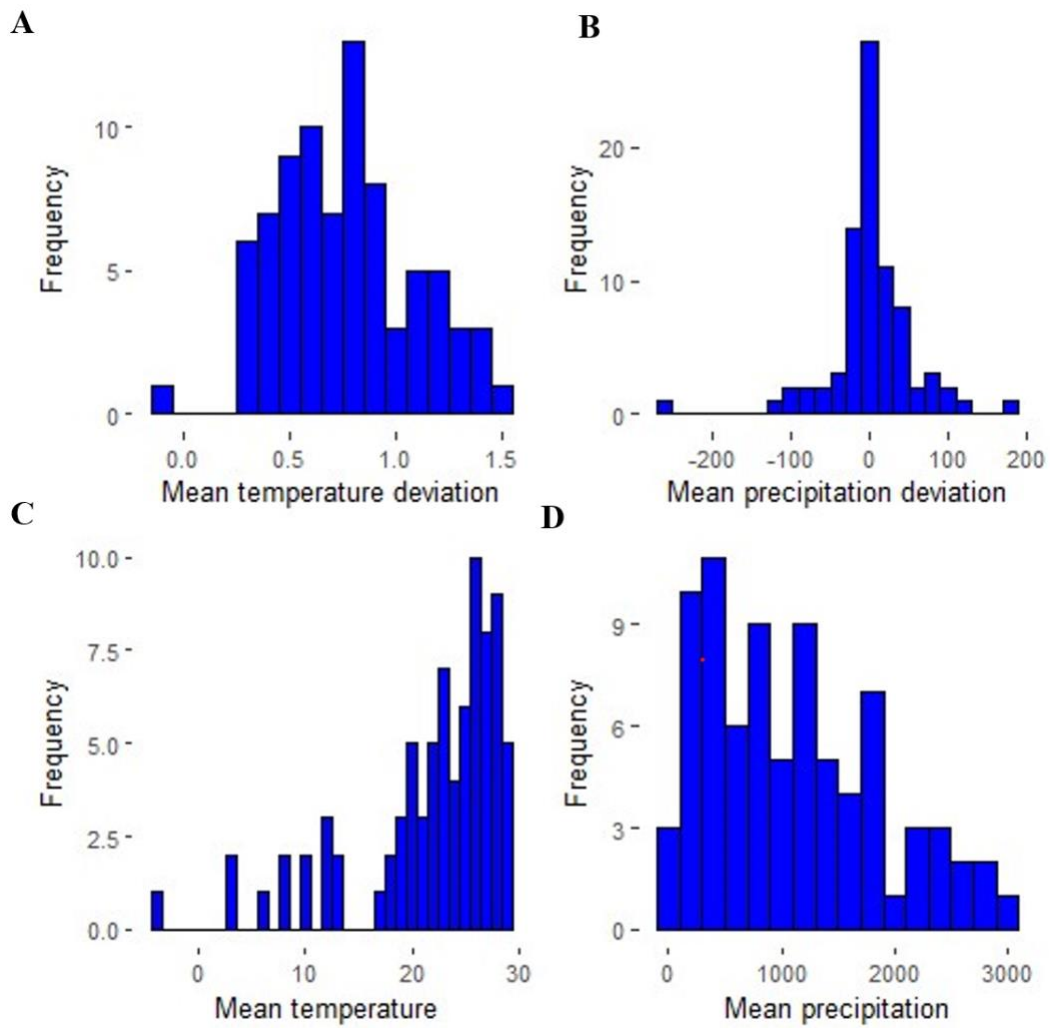 A
Frequency
10
5
0
0.0 0.5 1.0 1.5
Mean temperature deviation
B
Frequency
20
10
0
-200 -100 0 100 200
Mean precipitation deviation
C
Frequency
10.0
7.5
5.0
2.5
0.0
0 10 20 30
Mean temperature
D
Frequency
9
6
3
0
0 1000 2000 3000
Mean precipitation